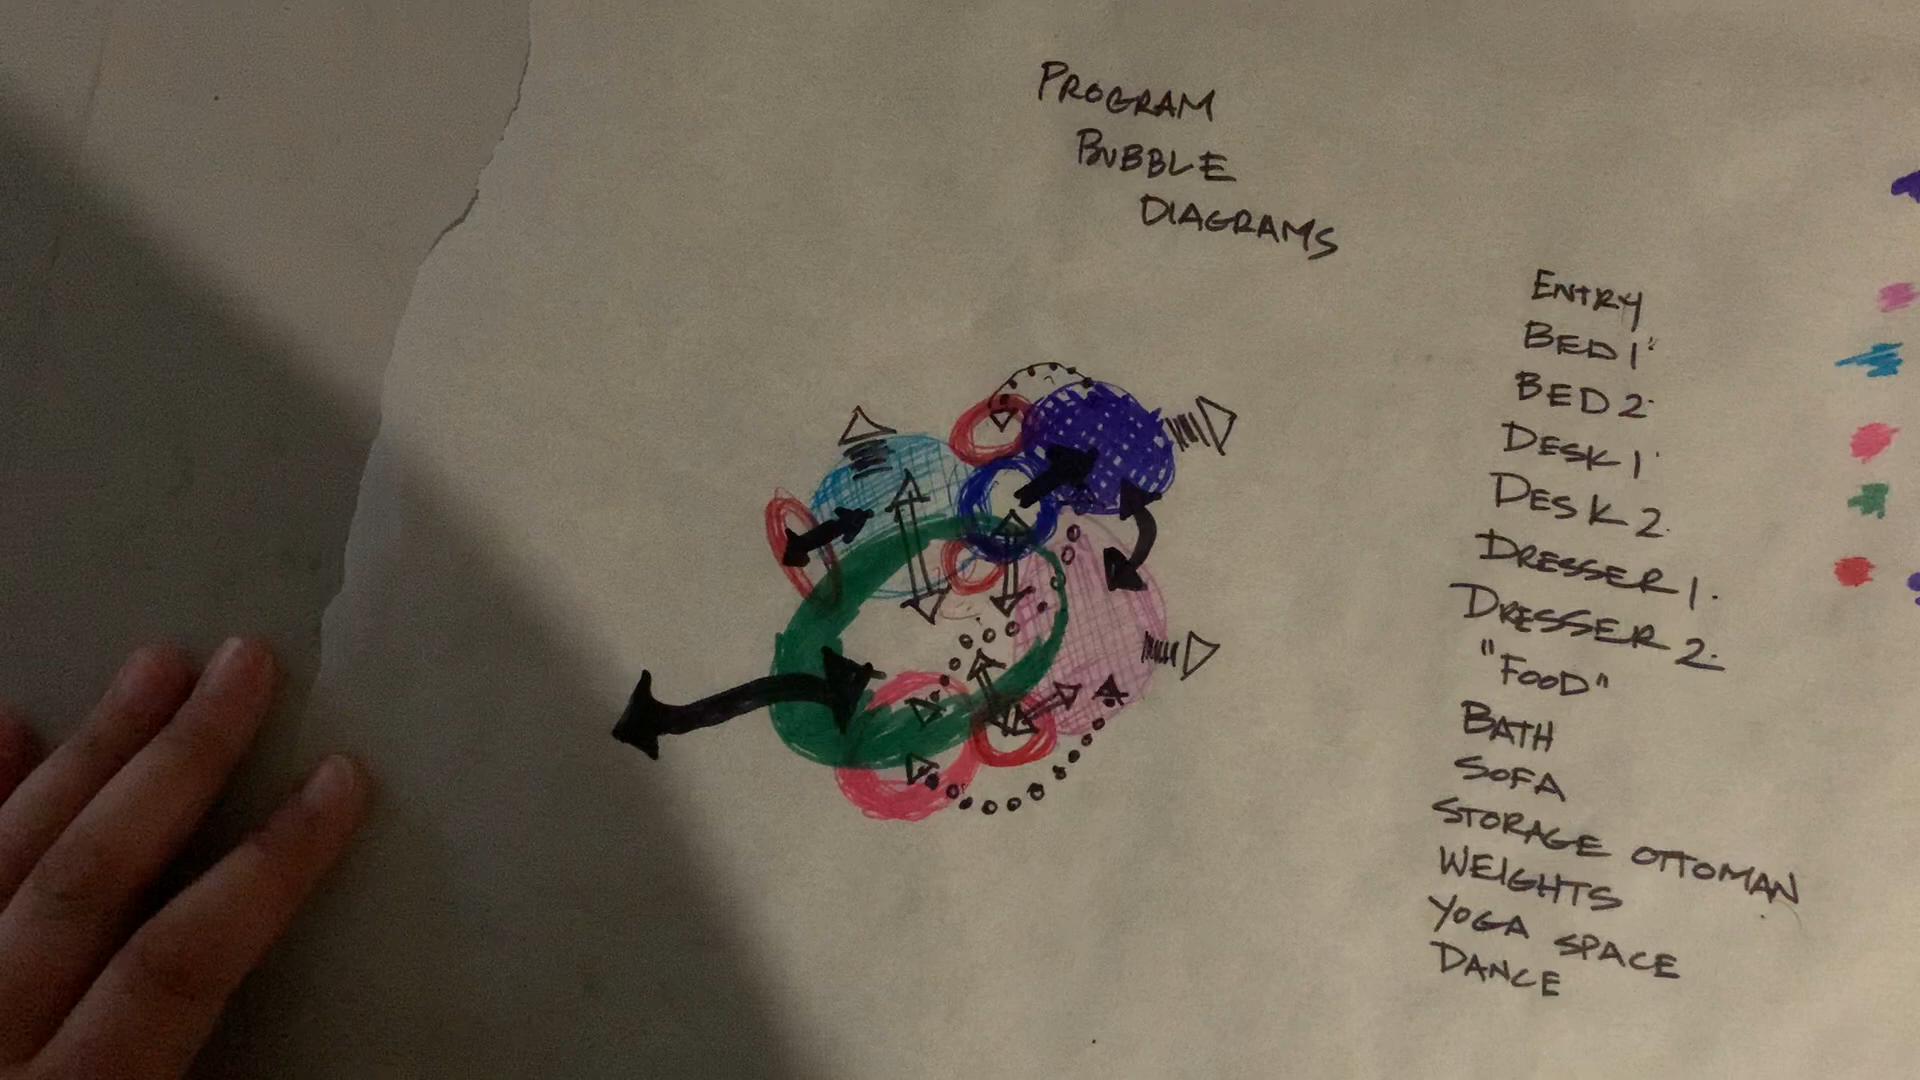 PROGRAM
BUBBLE
DIAGRAMS
ENTRY
BED 1
BED 2
DESK 1
DESK 2
DRESSER 1
DRESSER 2
"FOOD"
BATH
SOFA
STORAGE OTTOMAN
WEIGHTS
YOGA SPACE
DANCE